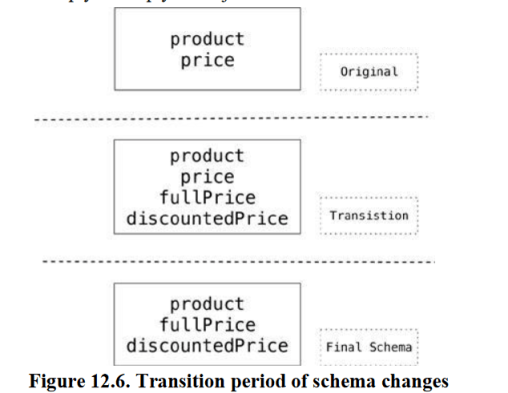 product
price
Original
product
price
fullPrice
discountedPrice
Transistion
product
fullPrice
discountedPrice
Final Schema
Figure 12.6. Transition period of schema changes